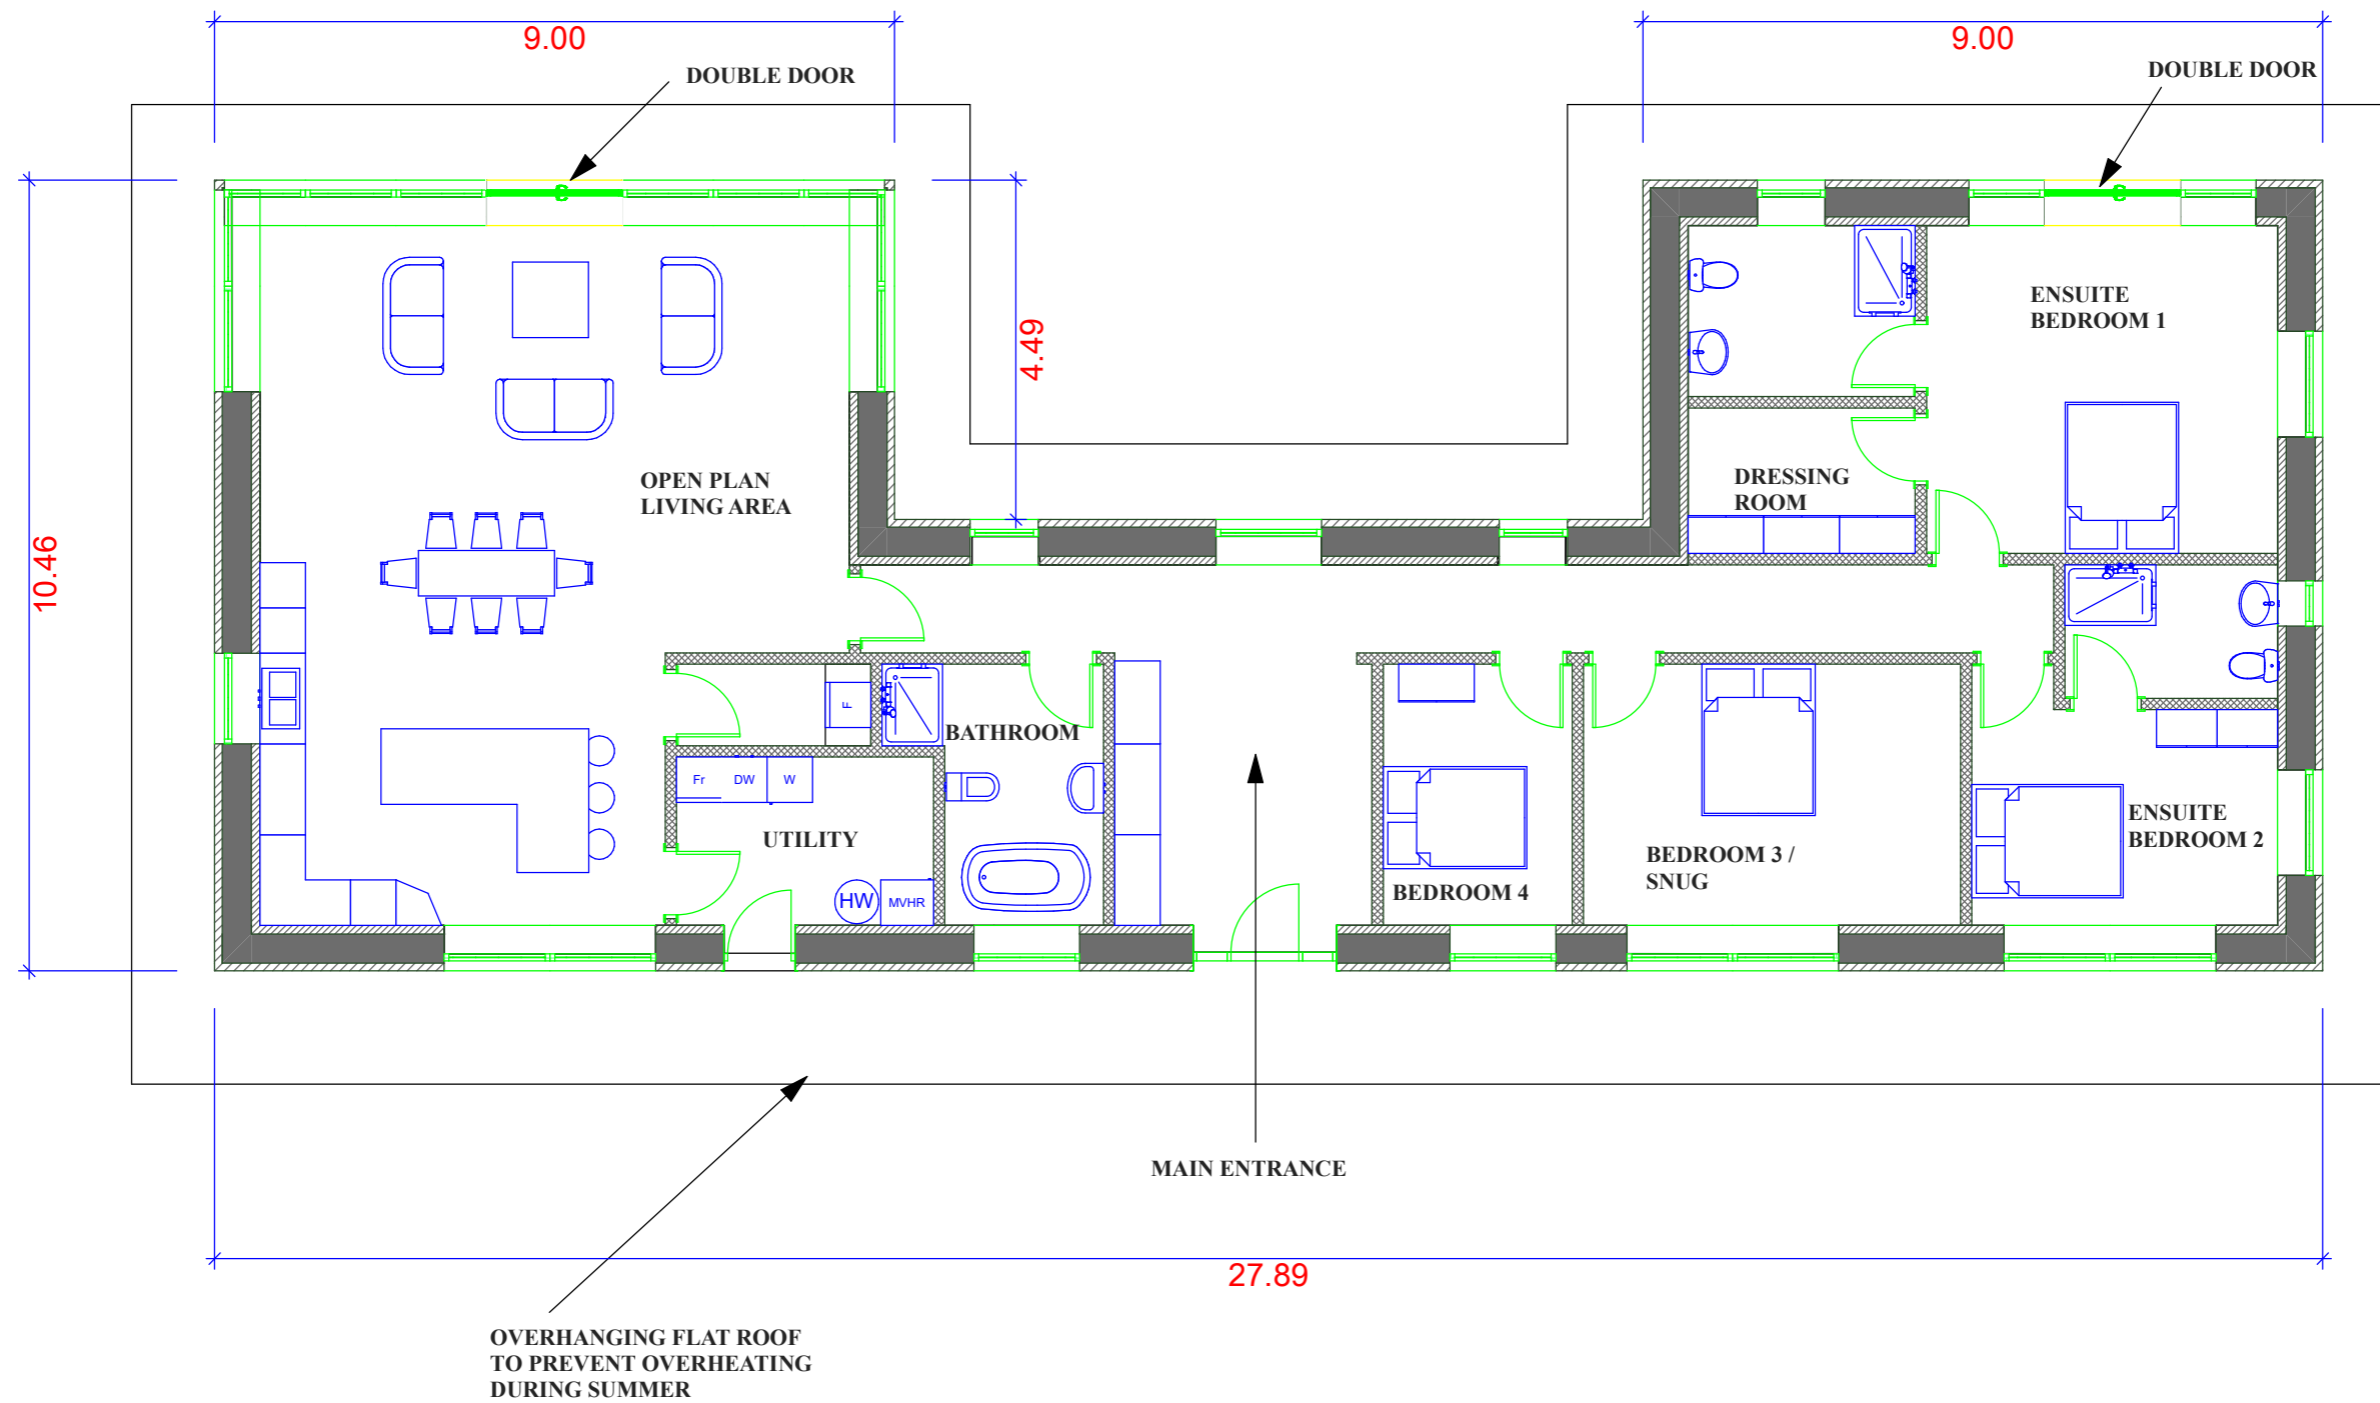 9.00
9.00
DOUBLE DOOR
DOUBLE DOOR
ENSUITE
BEDROOM 1
4.49
OPEN PLAN
LIVING AREA
DRESSING
ROOM
10.46
F
BATHROOM
Fr
DW
W
UTILITY
HW
MVHR
BEDROOM 4
BEDROOM 3 /
SNUG
ENSUITE
BEDROOM 2
MAIN ENTRANCE
27.89
OVERHANGING FLAT ROOF
TO PREVENT OVERHEATING
DURING SUMMER